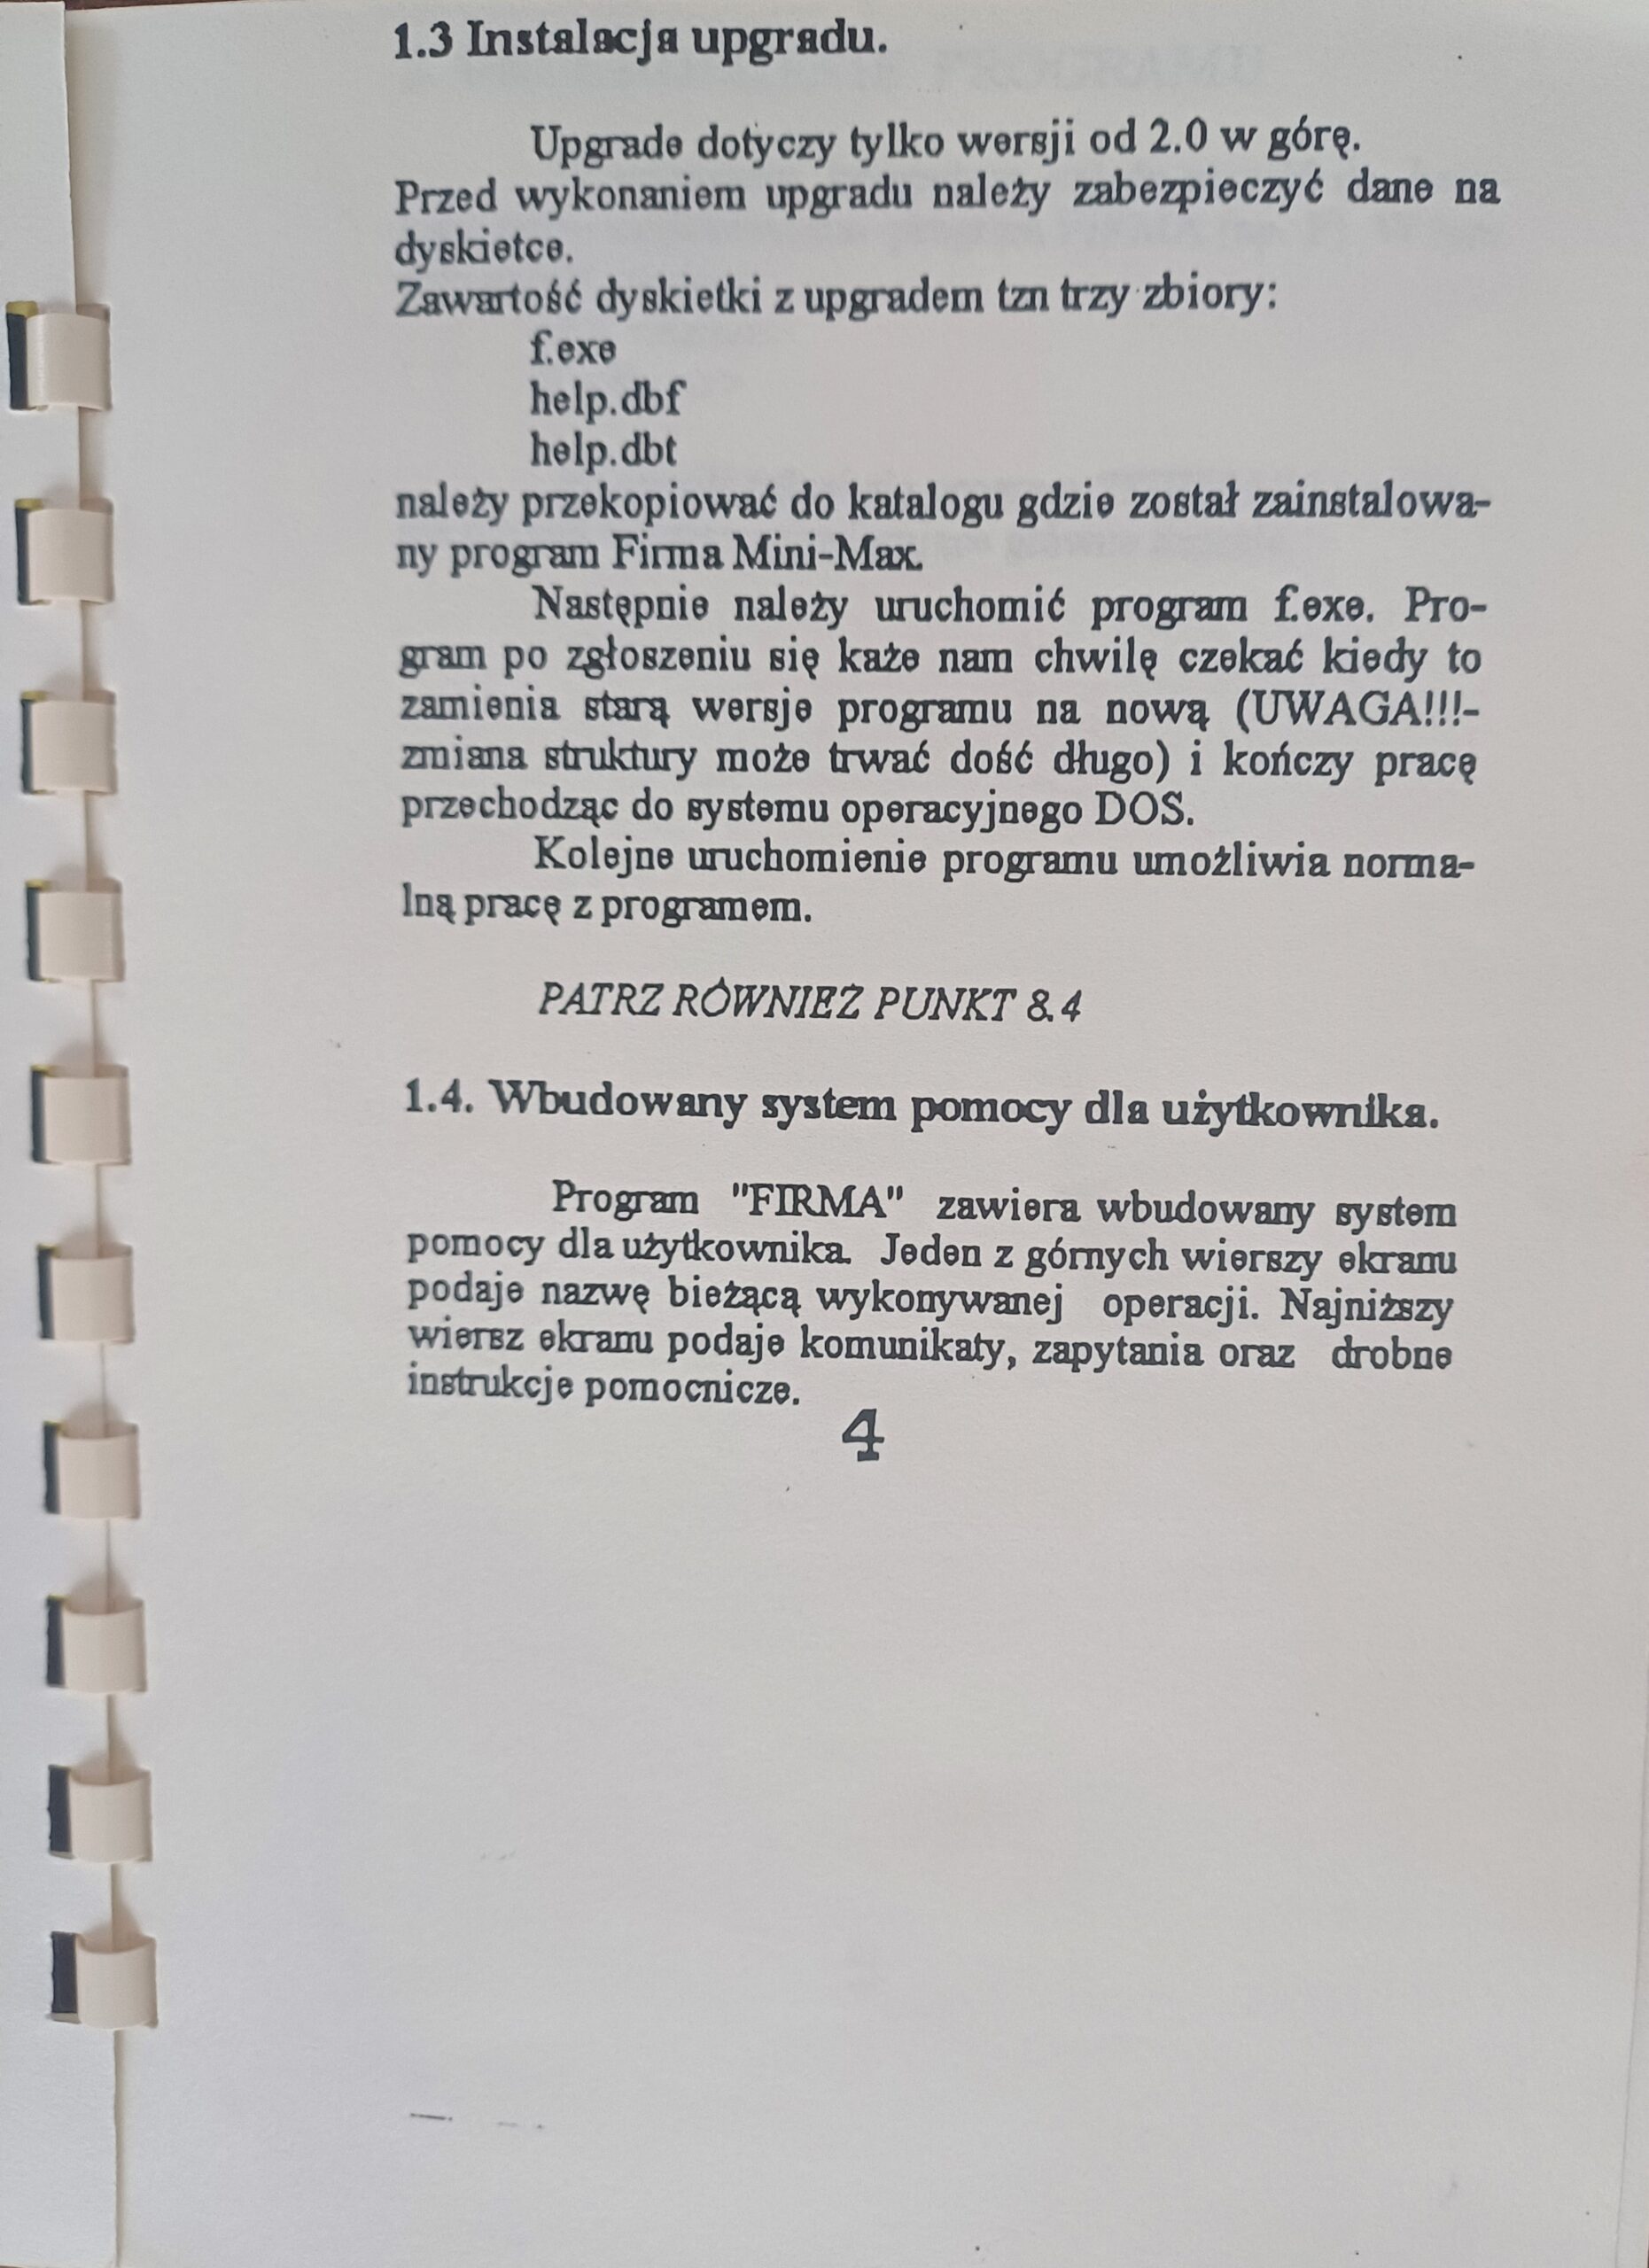 1.3 Instalacja upgradu.
Upgrade dotyczy tylko wersji od 2.0 w górę.
Przed wykonaniem upgradu należy zabezpieczyć dane na
dyskietce.
Zawartość dyskietki z upgradem tzn trzy zbiory:
f.exe
help.dbf
help.dbt
należy przekopiować do katalogu gdzie został zainstalowa-
ny program Firma Mini-Max.
Następnie należy uruchomić program f.exe. Pro-
gram po zgłoszeniu się każe nam chwilę czekać kiedy to
zamienia starą wersje programu na nową (UWAGA!!!-
zmiana struktury może trwać dość długo) i kończy pracę
przechodząc do systemu operacyjnego DOS.
Kolejne uruchomienie programu umożliwia norma-
lną pracę z programem.
PATRZ RÓWNIEŻ PUNKT 8.4
1.4. Wbudowany system pomocy dla użytkownika.
Program "FIRMA" zawiera wbudowany system
pomocy dla użytkownika. Jeden z górnych wierszy ekranu
podaje nazwę bieżącą wykonywanej operacji. Najniższy
wiersz ekranu podaje komunikaty, zapytania oraz drobne
instrukcje pomocnicze.
4